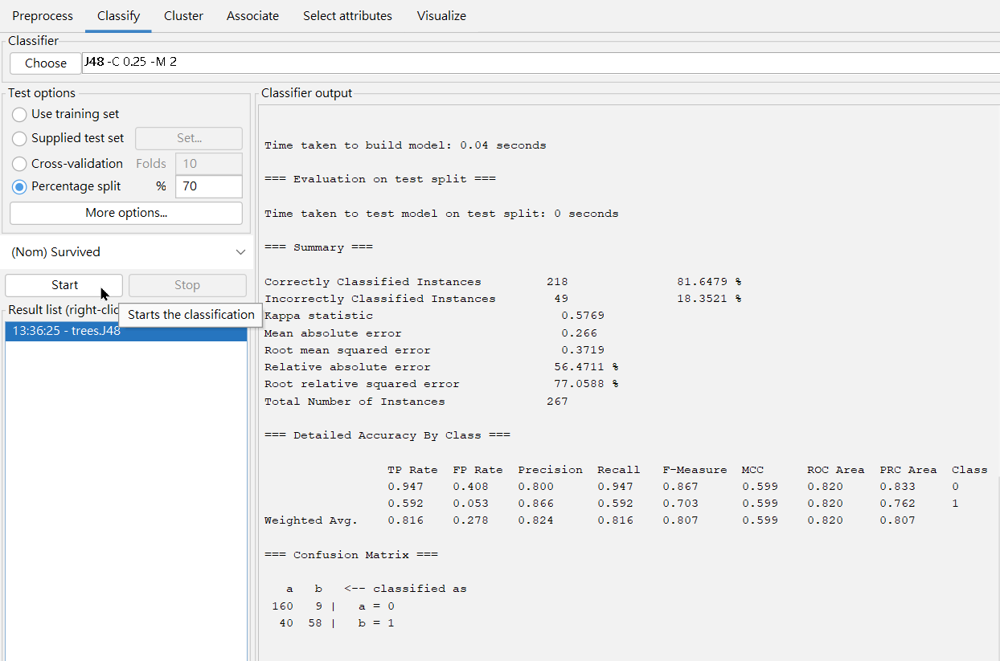 Preprocess Classify Cluster Associate Select attributes Visualize
Classifier
Choose J48 -C 0.25 -M 2
Test options
Use training set
Supplied test set Set...
Cross-validation Folds 10
Percentage split % 70
More options...
(Nom) Survived
Start Stop
Result list (right-clic
Starts the classification
13:36:25 - trees.J48
Classifier output
Time taken to build model: 0.04 seconds
=== Evaluation on test split ===
Time taken to test model on test split: 0 seconds
=== Summary ===
Correctly Classified Instances 218 81.6479 %
Incorrectly Classified Instances 49 18.3521 %
Kappa statistic 0.5769
Mean absolute error 0.266
Root mean squared error 0.3719
Relative absolute error 56.4711 %
Root relative squared error 77.0588 %
Total Number of Instances 267
=== Detailed Accuracy By Class ===
TP Rate FP Rate Precision Recall F-Measure MCC ROC Area PRC Area Class
0.947 0.408 0.800 0.947 0.867 0.599 0.820 0.833 0
0.592 0.053 0.866 0.592 0.703 0.599 0.820 0.762 1
Weighted Avg. 0.816 0.278 0.824 0.816 0.807 0.599 0.820 0.807
=== Confusion Matrix ===
a b <-- classified as
160 9 | a = 0
40 58 | b = 1